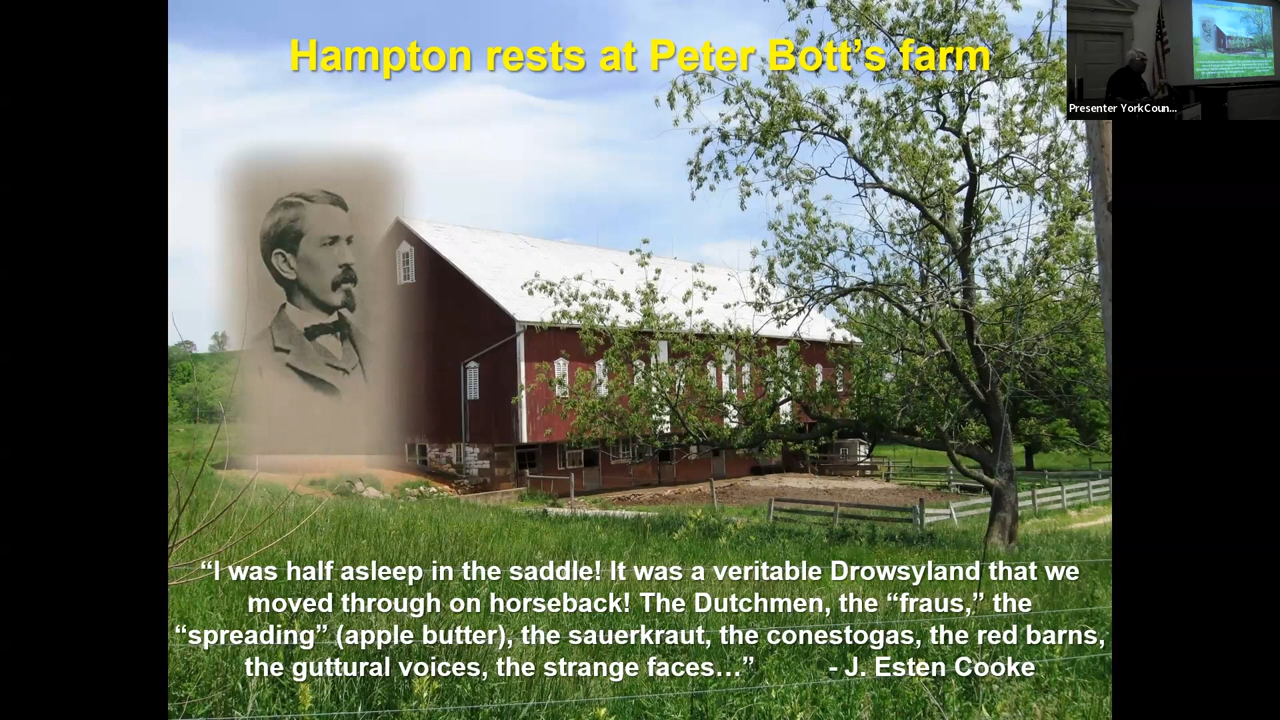 Hampton rests at Peter Bott’s farm
Presenter YorkCoun...
“I was half asleep in the saddle! It was a veritable Drowsyland that we
moved through on horseback! The Dutchmen, the “fraus,” the
“spreading” (apple butter), the sauerkraut, the conestogas, the red barns,
the guttural voices, the strange faces…” - J. Esten Cooke